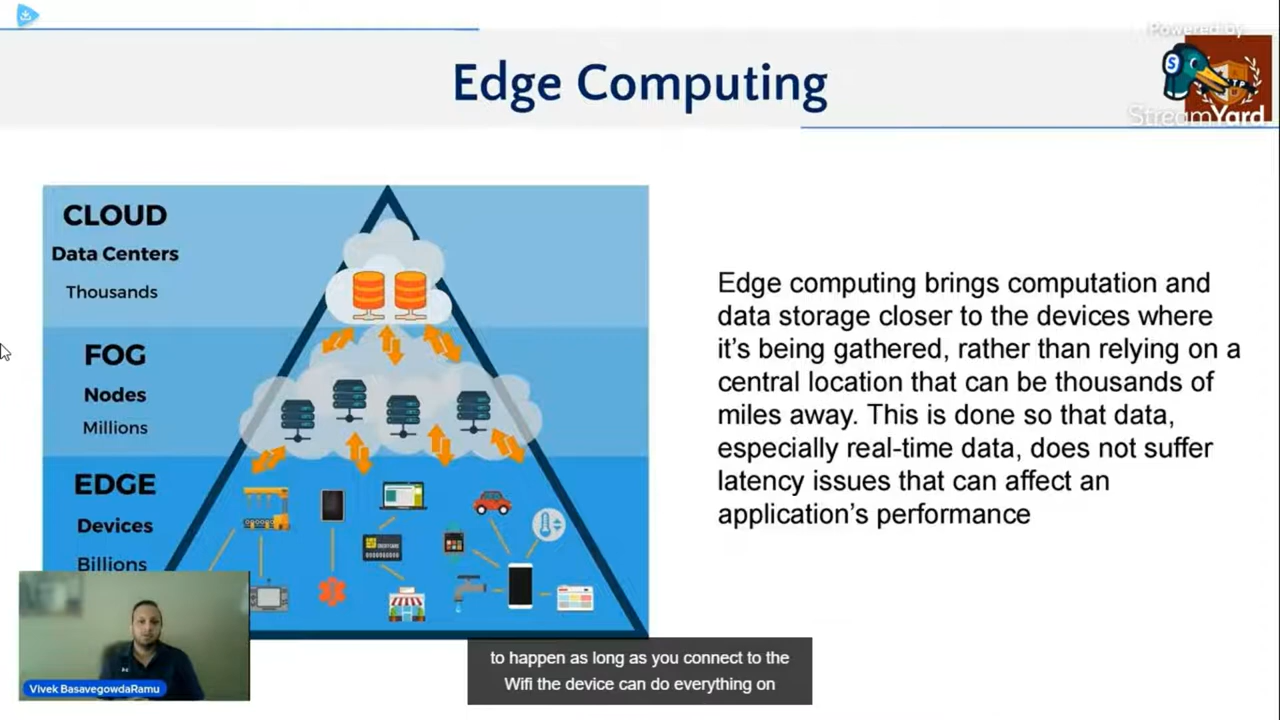 Powered by
StreamYard
S
Edge Computing
CLOUD
Data Centers
Thousands
FOG
Nodes
Millions
EDGE
Devices
Billions
Edge computing brings computation and
data storage closer to the devices where
it’s being gathered, rather than relying on a
central location that can be thousands of
miles away. This is done so that data,
especially real-time data, does not suffer
latency issues that can affect an
application’s performance
Vivek BasavegowdaRamu
to happen as long as you connect to the
Wifi the device can do everything on